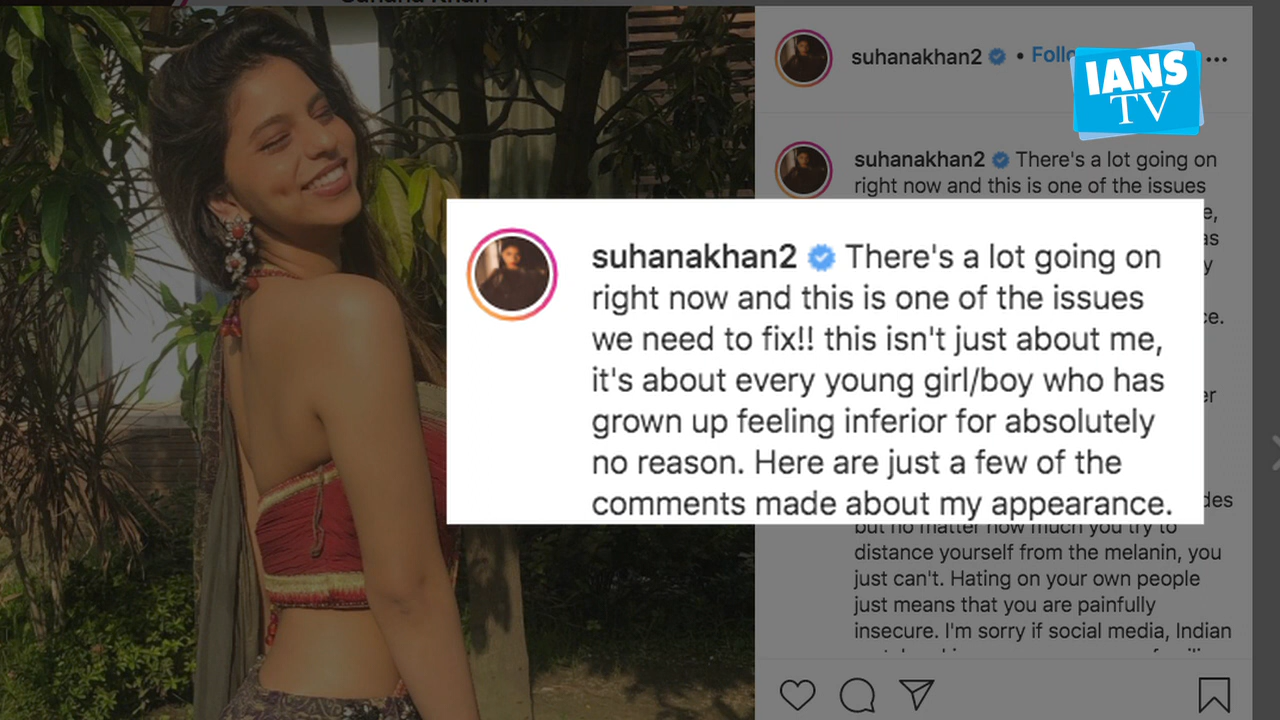 Suhana Khan
suhanakhan2 • Follo
IANS
TV
suhanakhan2 There's a lot going on
right now and this is one of the issues
suhanakhan2 There's a lot going on
right now and this is one of the issues
we need to fix!! this isn't just about me,
it's about every young girl/boy who has
grown up feeling inferior for absolutely
no reason. Here are just a few of the
comments made about my appearance.
but no matter how much you try to
distance yourself from the melanin, you
just can't. Hating on your own people
just means that you are painfully
insecure. I'm sorry if social media, Indian